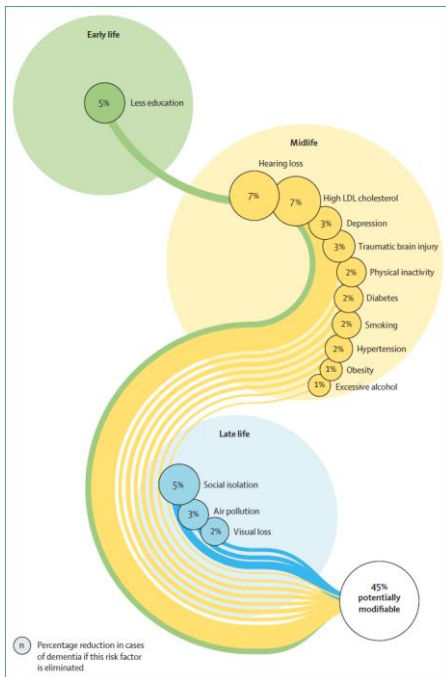 Early life
5%
Less education
Midlife
Hearing loss
7%
7%
High LDL cholesterol
3%
Depression
3%
Traumatic brain injury
2%
Physical inactivity
2%
Diabetes
2%
Smoking
2%
Hypertension
1%
Obesity
1%
Excessive alcohol
Late life
5%
Social isolation
3%
Air pollution
2%
Visual loss
45%
potentially
modifiable
n
Percentage reduction in cases
of dementia if this risk factor
is eliminated